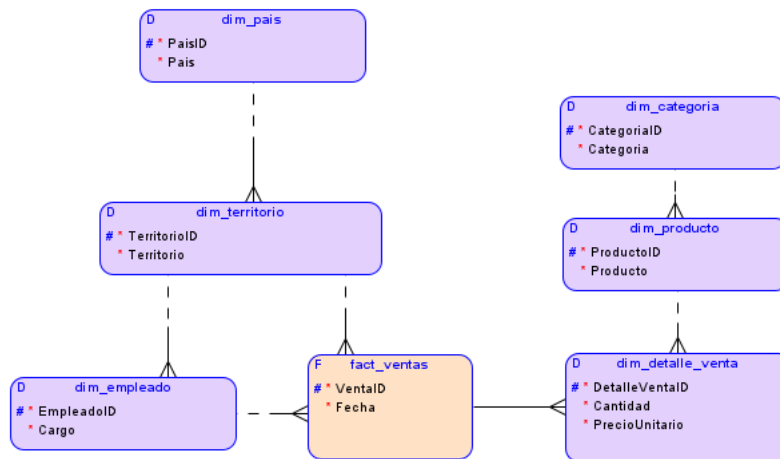 D dim_pais
# * PaisID
* Pais
D dim_categoria
# * CategoriaID
* Categoria
D dim_territorio
# * TerritorioID
* Territorio
D dim_producto
# * ProductoID
* Producto
D dim_empleado
# * EmpleadoID
* Cargo
F fact_ventas
# * VentaID
* Fecha
D dim_detalle_venta
# * DetalleVentaID
* Cantidad
* PrecioUnitario